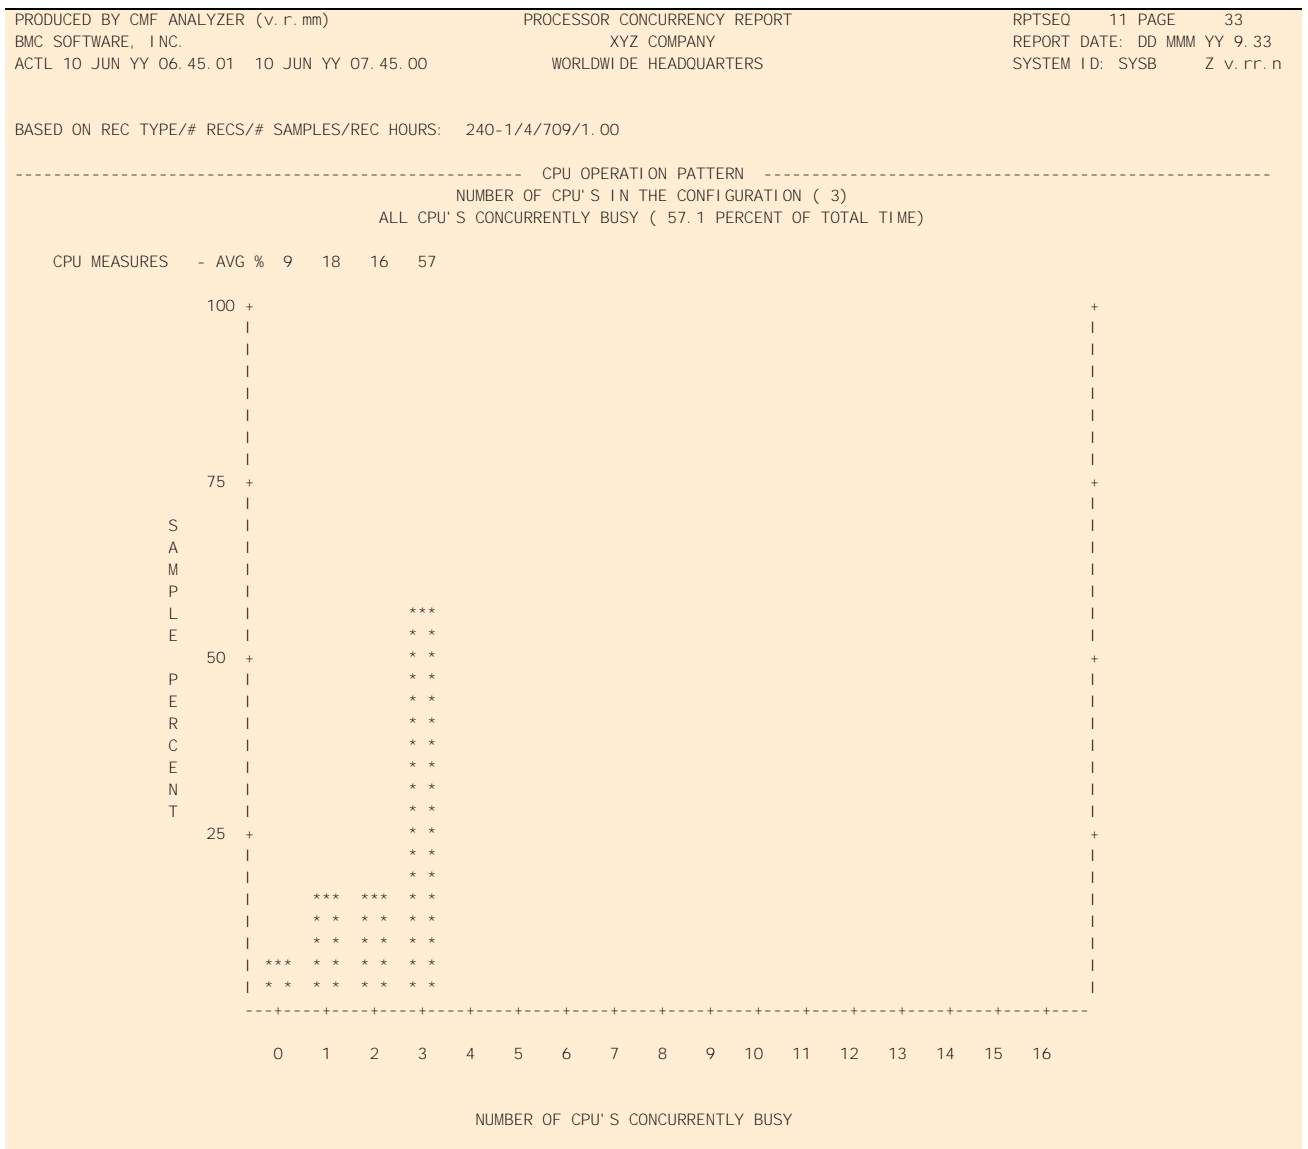 PRODUCED BY CMF ANALYZER (v.r.mm) PROCESSOR CONCURRENCY REPORT RPTSEQ 11 PAGE 33
BMC SOFTWARE, INC. XYZ COMPANY REPORT DATE: DD MMM YY 9.33
ACTL 10 JUN YY 06.45.01 10 JUN YY 07.45.00 WORLDWIDE HEADQUARTERS SYSTEM ID: SYSB Z v.rr.n
BASED ON REC TYPE/# RECS/# SAMPLES/REC HOURS: 240-1/4/709/1.00
----------------------------------------------------- CPU OPERATION PATTERN -----------------------------------------------------
NUMBER OF CPU'S IN THE CONFIGURATION ( 3)
ALL CPU'S CONCURRENTLY BUSY ( 57.1 PERCENT OF TOTAL TIME)
CPU MEASURES - AVG % 9 18 16 57
100 + +
| |
| |
| |
| |
| |
| |
| |
75 + +
| |
S | |
A | |
M | |
P | |
L | *** |
E | * * |
50 + * * +
P | * * |
E | * * |
R | * * |
C | * * |
E | * * |
N | * * |
T | * * |
25 + * * +
| * * |
| * * |
| *** *** * * |
| * * * * * * |
| * * * * * * |
| *** * * * * * * |
| * * * * * * * * |
---+----+----+----+----+----+----+----+----+----+----+----+----+----+----+----+----+----
0 1 2 3 4 5 6 7 8 9 10 11 12 13 14 15 16
NUMBER OF CPU'S CONCURRENTLY BUSY